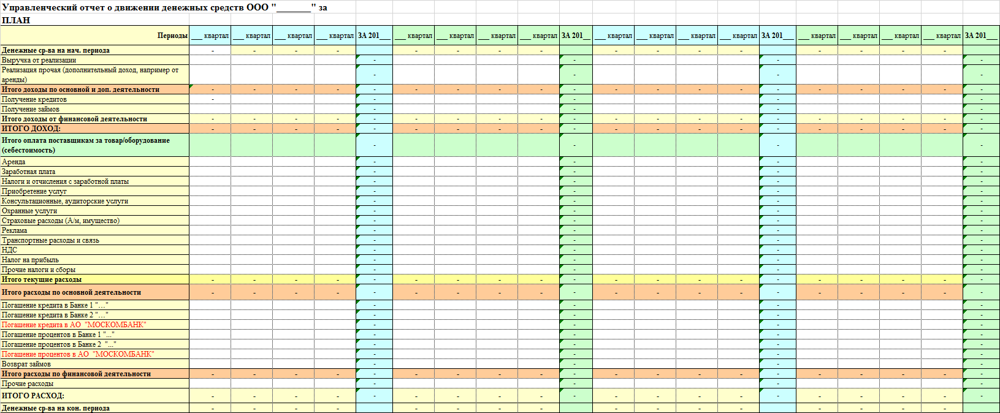 Управленческий отчет о движении денежных средств ООО "_______" за
ПЛАН
Периоды ___ квартал ___ квартал ___ квартал ___ квартал ЗА 201___ ___ квартал ___ квартал ___ квартал ___ квартал ЗА 201__ ___ квартал ___ квартал ___ квартал ___ квартал ЗА 201___ ___ квартал ___ квартал ___ квартал ___ квартал ЗА 201___
Денежные ср-ва на нач. периода - - - - - - - - - - - - - - - -
Выручка от реализации - - - -
Реализация прочая (дополнительный доход, например от
аренды) - - - -
Итого доходы по основной и доп. деятельности - - - - - - - - - - - - - - - - - - - -
Получение кредитов - - - - -
Получение займов - - - -
Итого доходы от финансовой деятельности - - - - - - - - - - - - - - - - - - - -
ИТОГО ДОХОД: - - - - - - - - - - - - - - - - - - - -
Итого оплата поставщикам за товар/оборудование
(себестоимость) - - - -
Аренда - - - -
Заработная плата - - - -
Налоги и отчисления с заработной платы - - - -
Приобретение услуг - - - -
Консультационные, аудиторские услуги - - - -
Охранные услуги - - - -
Страховые расходы (А/м, имущество) - - - -
Реклама - - - -
Транспортные расходы и связь - - - -
НДС - - - -
Налог на прибыль - - - -
Прочие налоги и сборы - - - -
Итого текущие расходы - - - - - - - - - - - - - - - - - - - -
Итого расходы по основной деятельности - - - - - - - - - - - - - - - - - - - -
Погашение кредита в Банке 1 "…" - - - -
Погашение кредита в Банке 2 "…" - - - -
Погашение кредита в АО "МОСКОМБАНК" - - - -
Погашение процентов в Банке 1 "..." - - - -
Погашение процентов в Банке 2 "..." - - - -
Погашение процентов в АО "МОСКОМБАНК" - - - -
Возврат займов - - - -
Итого расходы по финансовой деятельности - - - - - - - - - - - - - - - - - - - -
Прочие расходы - - - -
ИТОГО РАСХОД: - - - - - - - - - - - - - - - - - - - -
Денежные ср-ва на кон. периода - - - - - - - - - - - - - - - -